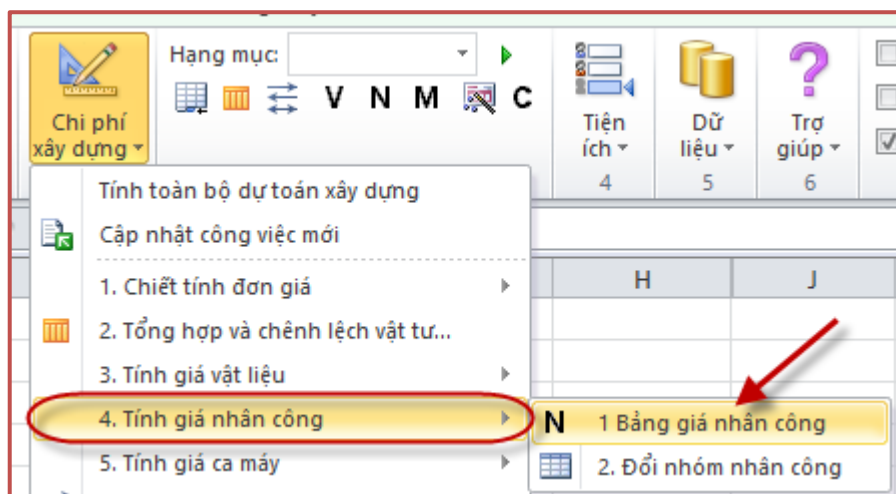 Hạng mục:
V N M C
Chi phí
xây dựng
Tiện
ích
Dữ
liệu
Trợ
giúp
4
5
6
Tính toàn bộ dự toán xây dựng
Cập nhật công việc mới
1. Chiết tính đơn giá
2. Tổng hợp và chênh lệch vật tư...
3. Tính giá vật liệu
4. Tính giá nhân công
5. Tính giá ca máy
H
J
N 1 Bảng giá nhân công
2. Đổi nhóm nhân công